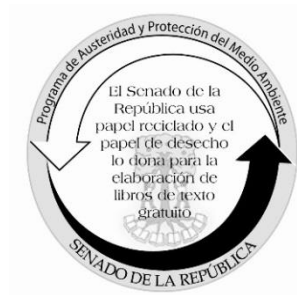 Programa de Austeridad y Protección del Medio Ambiente
El Senado de la
República usa
papel reciclado y el
papel de desecho
lo dona para la
elaboración de
libros de texto
gratuito
SENADO DE LA REPÚBLICA